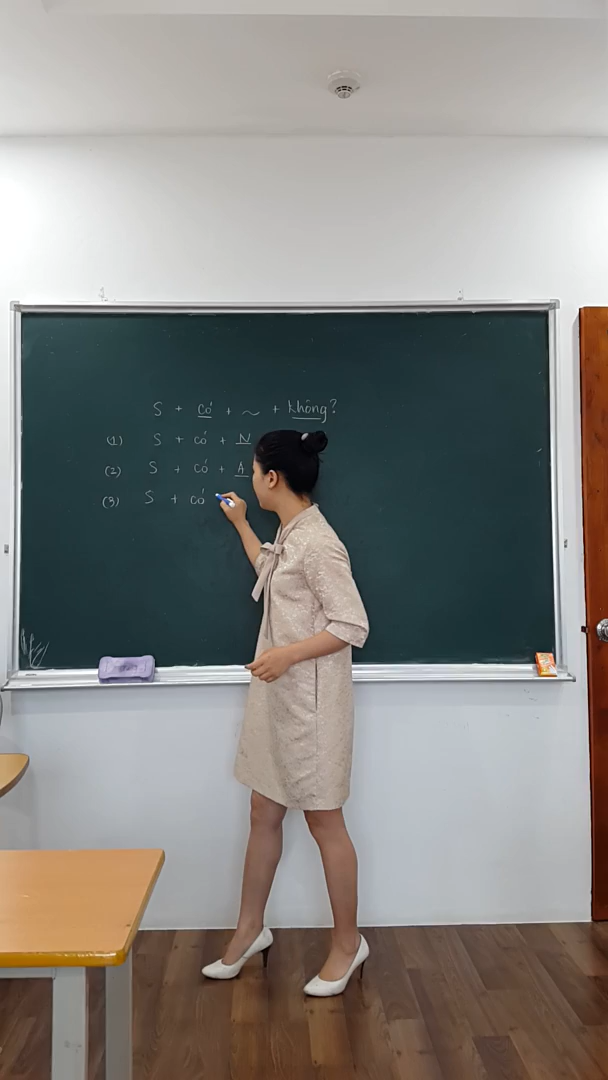 S + có + ~ + không?
(1) S + có + N
(2) S + có + A
(3) S + có